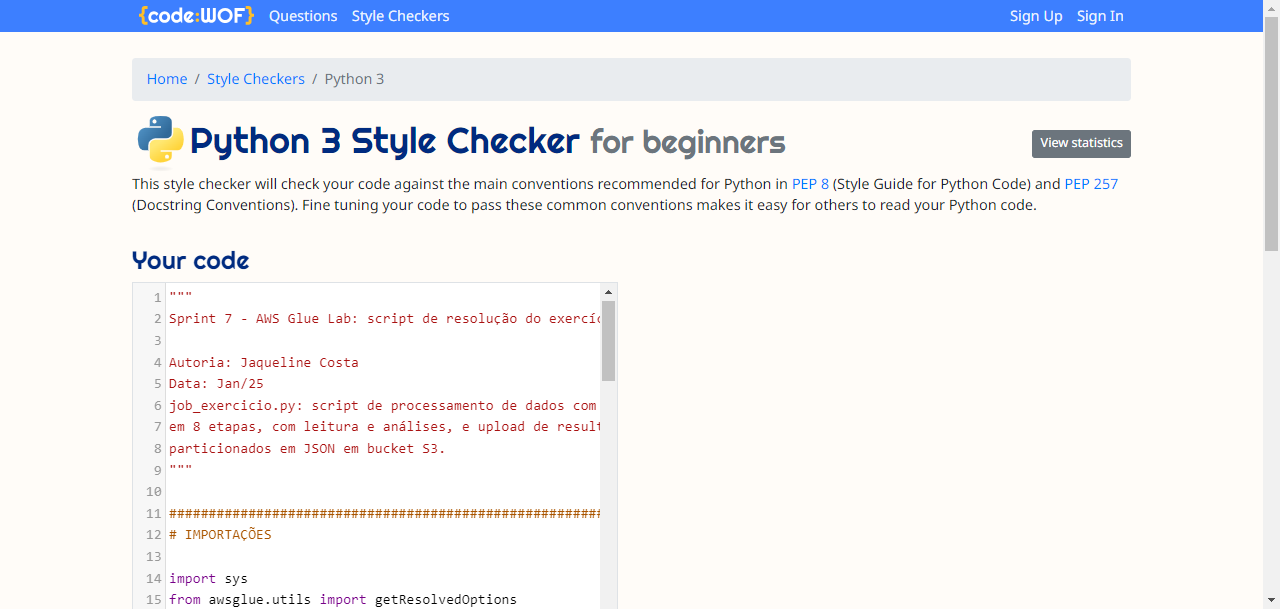 {code:WOF} Questions Style Checkers Sign Up Sign In
Home / Style Checkers / Python 3
Python 3 Style Checker for beginners View statistics
This style checker will check your code against the main conventions recommended for Python in PEP 8 (Style Guide for Python Code) and PEP 257
(Docstring Conventions). Fine tuning your code to pass these common conventions makes it easy for others to read your Python code.
Your code
1 """
2 Sprint 7 - AWS Glue Lab: script de resolução do
3
4 Autoria: Jaqueline Costa
5 Data: Jan/25
6 job_exercicio.py: script de processamento de dados com
7 em 8 etapas, com leitura e análises, e upload de
8 particionados em JSON em bucket S3.
9 """
10
11 #######################################################
12 # IMPORTAÇÕES
13
14 import sys
15 from awsglue.utils import getResolvedOptions